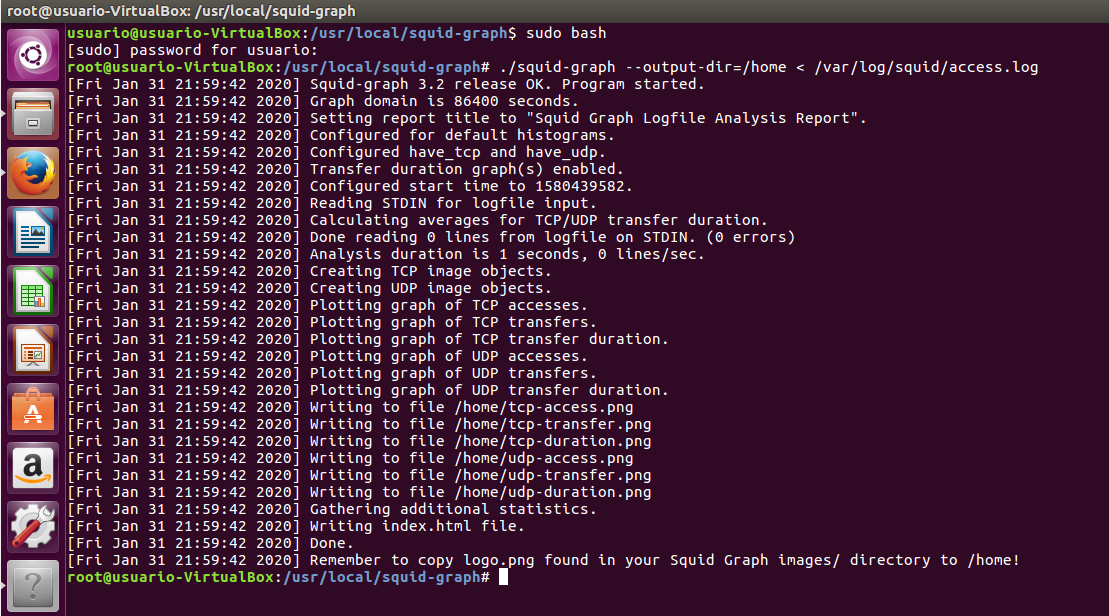 root@usuario-VirtualBox: /usr/local/squid-graph
usuario@usuario-VirtualBox:/usr/local/squid-graph$ sudo bash
[sudo] password for usuario:
root@usuario-VirtualBox:/usr/local/squid-graph# ./squid-graph --output-dir=/home < /var/log/squid/access.log
[Fri Jan 31 21:59:42 2020] Squid-graph 3.2 release OK. Program started.
[Fri Jan 31 21:59:42 2020] Graph domain is 86400 seconds.
[Fri Jan 31 21:59:42 2020] Setting report title to "Squid Graph Logfile Analysis Report".
[Fri Jan 31 21:59:42 2020] Configured for default histograms.
[Fri Jan 31 21:59:42 2020] Configured have_tcp and have_udp.
[Fri Jan 31 21:59:42 2020] Transfer duration graph(s) enabled.
[Fri Jan 31 21:59:42 2020] Configured start time to 1580439582.
[Fri Jan 31 21:59:42 2020] Reading STDIN for logfile input.
[Fri Jan 31 21:59:42 2020] Calculating averages for TCP/UDP transfer duration.
[Fri Jan 31 21:59:42 2020] Done reading 0 lines from logfile on STDIN. (0 errors)
[Fri Jan 31 21:59:42 2020] Analysis duration is 1 seconds, 0 lines/sec.
[Fri Jan 31 21:59:42 2020] Creating TCP image objects.
[Fri Jan 31 21:59:42 2020] Creating UDP image objects.
[Fri Jan 31 21:59:42 2020] Plotting graph of TCP accesses.
[Fri Jan 31 21:59:42 2020] Plotting graph of TCP transfers.
[Fri Jan 31 21:59:42 2020] Plotting graph of TCP transfer duration.
[Fri Jan 31 21:59:42 2020] Plotting graph of UDP accesses.
[Fri Jan 31 21:59:42 2020] Plotting graph of UDP transfers.
[Fri Jan 31 21:59:42 2020] Plotting graph of UDP transfer duration.
[Fri Jan 31 21:59:42 2020] Writing to file /home/tcp-access.png
[Fri Jan 31 21:59:42 2020] Writing to file /home/tcp-transfer.png
[Fri Jan 31 21:59:42 2020] Writing to file /home/tcp-duration.png
[Fri Jan 31 21:59:42 2020] Writing to file /home/udp-access.png
[Fri Jan 31 21:59:42 2020] Writing to file /home/udp-transfer.png
[Fri Jan 31 21:59:42 2020] Writing to file /home/udp-duration.png
[Fri Jan 31 21:59:42 2020] Gathering additional statistics.
[Fri Jan 31 21:59:42 2020] Writing index.html file.
[Fri Jan 31 21:59:42 2020] Done.
[Fri Jan 31 21:59:42 2020] Remember to copy logo.png found in your Squid Graph images/ directory to /home!
root@usuario-VirtualBox:/usr/local/squid-graph#